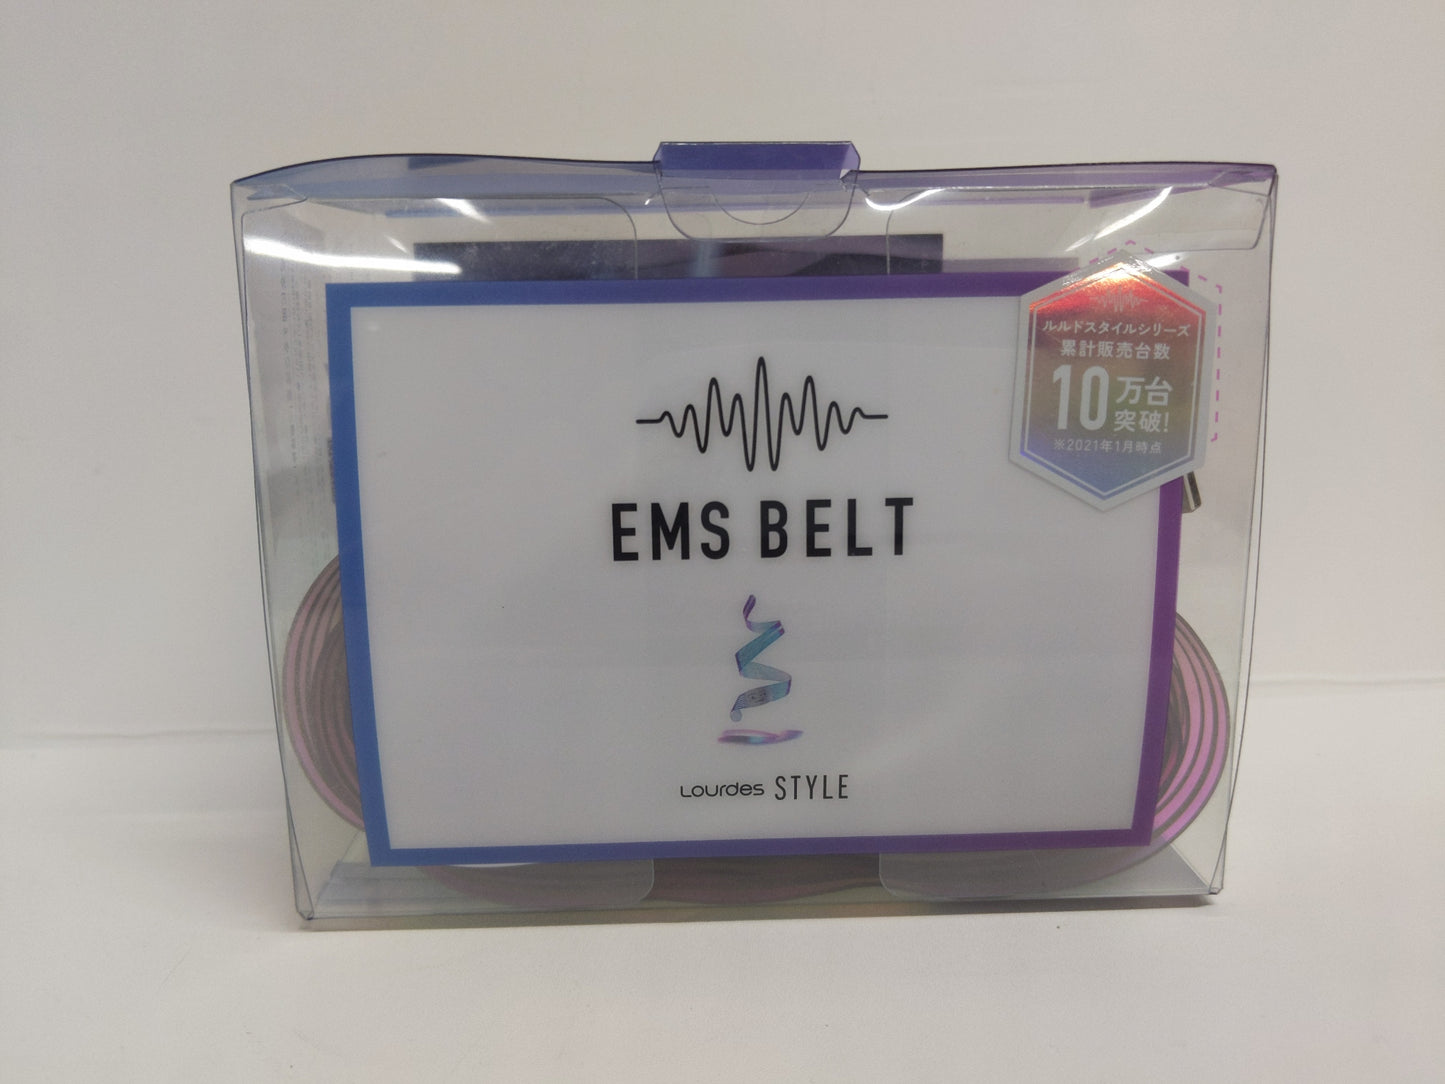 ルルドスタイルシリーズ
累計販売台数
10万台
突破!
※2021年1月時点
EMS BELT
Lourdes STYLE